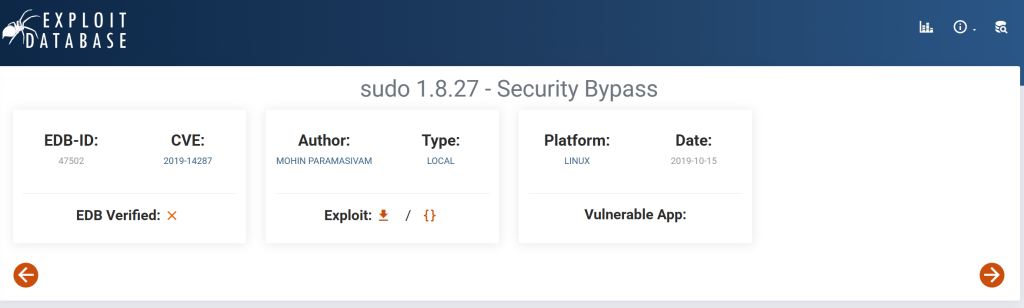 EXPLOIT
DATABASE
sudo 1.8.27 - Security Bypass
EDB-ID:
47502
CVE:
2019-14287
EDB Verified:
Author:
MOHIN PARAMASIVAM
Type:
LOCAL
Exploit: / {}
Platform:
LINUX
Date:
2019-10-15
Vulnerable App: